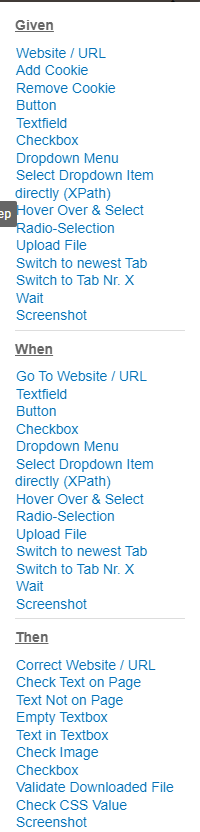 Given
Website / URL
Add Cookie
Remove Cookie
Button
Textfield
Checkbox
Dropdown Menu
Select Dropdown Item
directly (XPath)
ep
Hover Over & Select
Radio-Selection
Upload File
Switch to newest Tab
Switch to Tab Nr. X
Wait
Screenshot
When
Go To Website / URL
Textfield
Button
Checkbox
Dropdown Menu
Select Dropdown Item
directly (XPath)
Hover Over & Select
Radio-Selection
Upload File
Switch to newest Tab
Switch to Tab Nr. X
Wait
Screenshot
Then
Correct Website / URL
Check Text on Page
Text Not on Page
Empty Textbox
Text in Textbox
Check Image
Checkbox
Validate Downloaded File
Check CSS Value
Screenshot